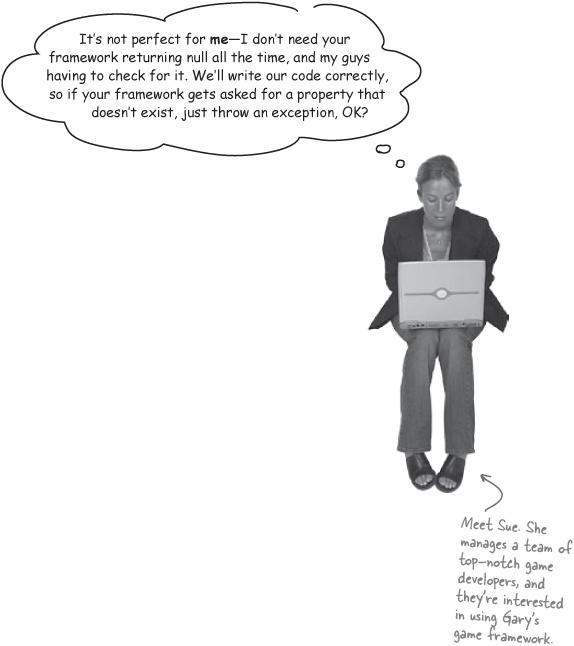 It's not perfect for me—I don't need your
framework returning null all the time, and my guys
having to check for it. We'll write our code correctly,
so if your framework gets asked for a property that
doesn't exist, just throw an exception, OK?
Meet Sue. She
manages a team of
top-notch game
developers, and
they're interested
in using Gary's
game framework.